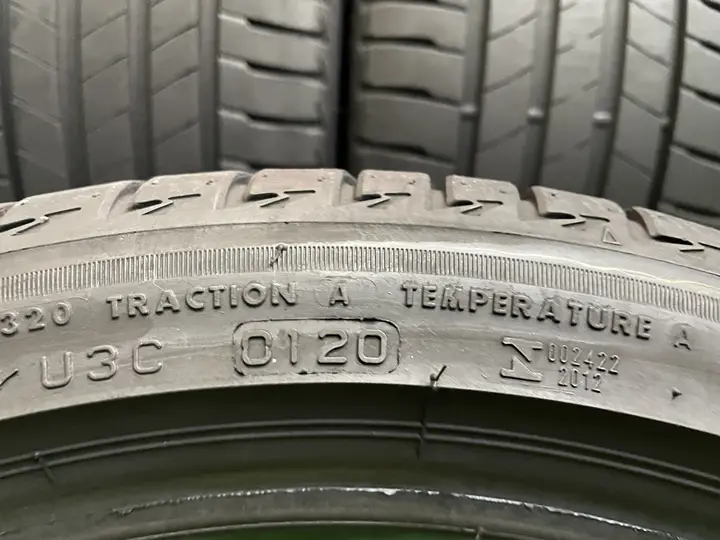 320 TRACTION A TEMPERATURE A
U3C 0120
002422
2012